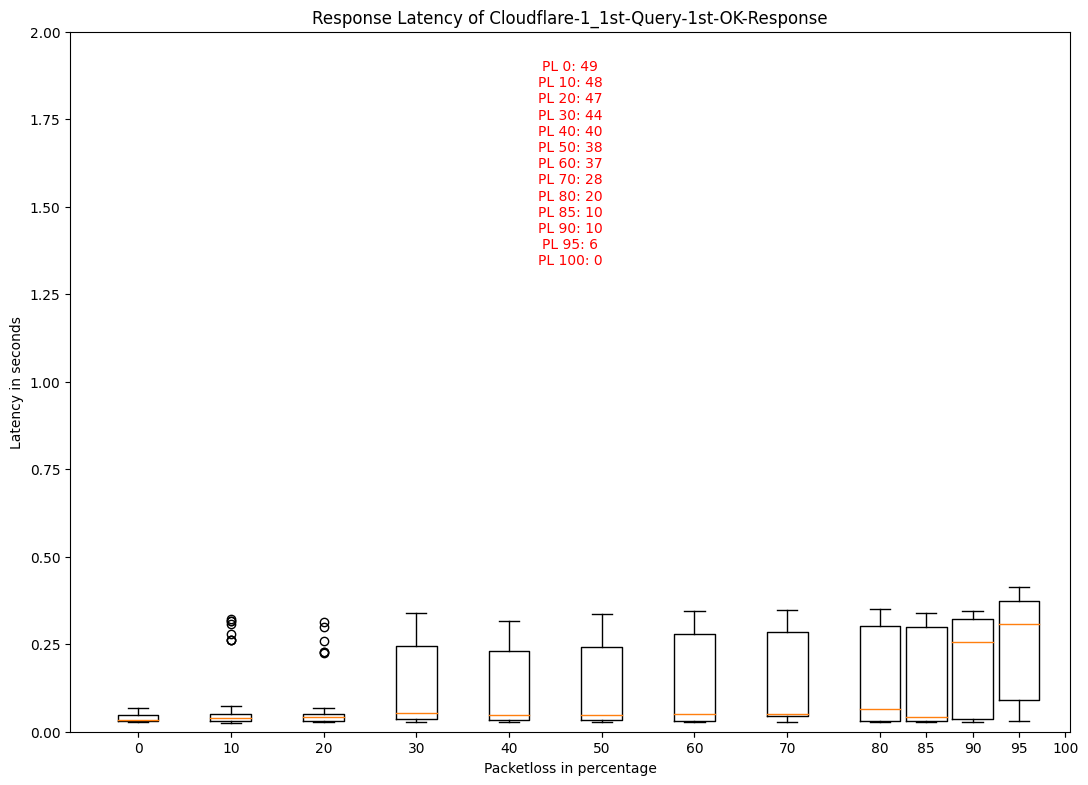 Response Latency of Cloudflare-1_1st-Query-1st-OK-Response
2.00
1.75
1.50
1.25
1.00
0.75
0.50
0.25
0.00
Latency in seconds
PL 0: 49
PL 10: 48
PL 20: 47
PL 30: 44
PL 40: 40
PL 50: 38
PL 60: 37
PL 70: 28
PL 80: 20
PL 85: 10
PL 90: 10
PL 95: 6
PL 100: 0
0 10 20 30 40 50 60 70 80 85 90 95 100
Packetloss in percentage